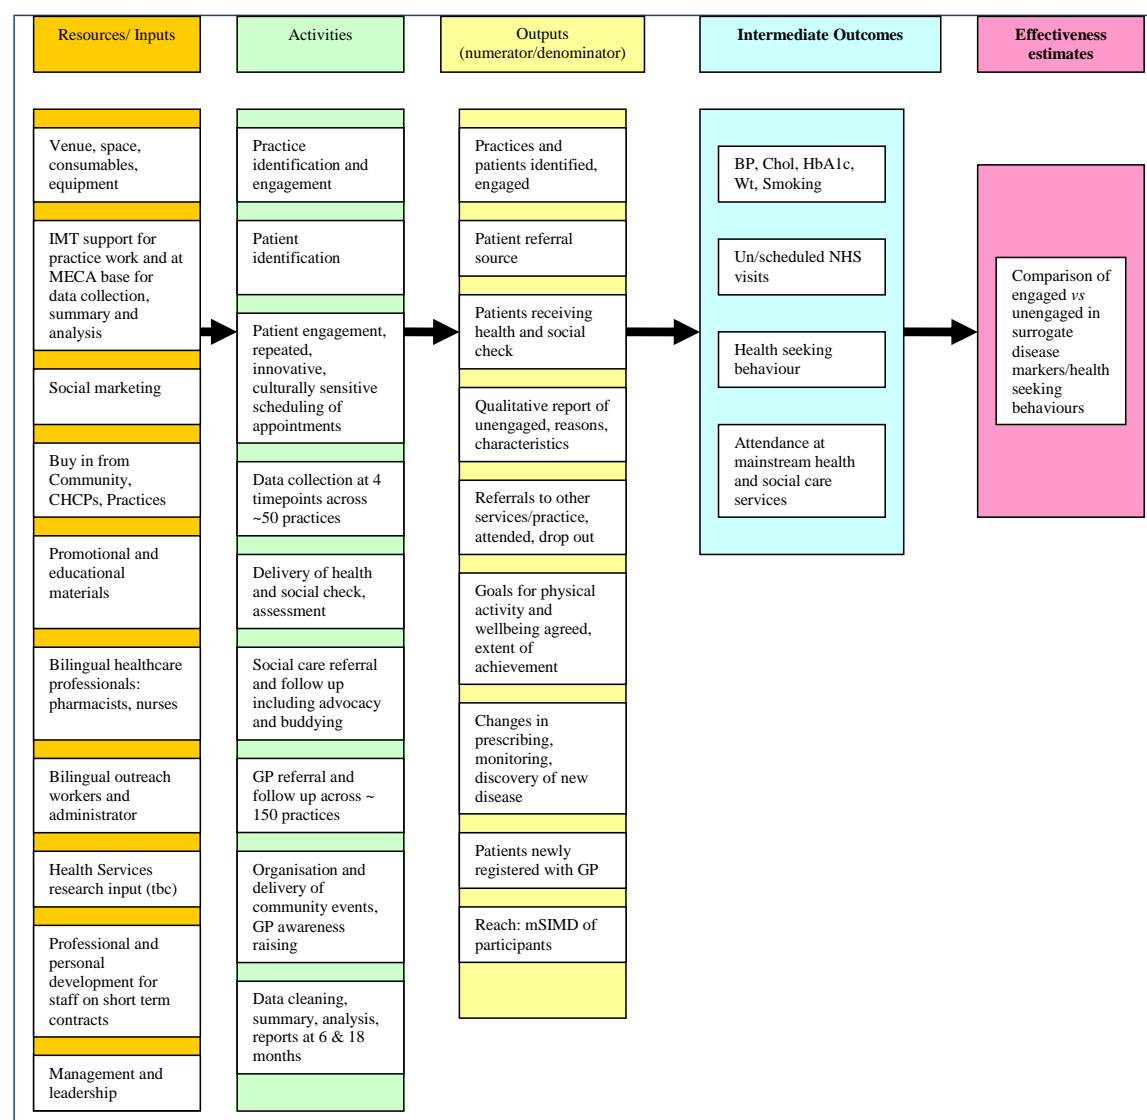 Resources/ Inputs
Activities
Outputs
(numerator/denominator)
Intermediate Outcomes
Effectiveness
estimates
Venue, space,
consumables,
equipment
IMT support for
practice work and at
MECA base for
data collection,
summary and
analysis
Social marketing
Buy in from
Community,
CHCPs, Practices
Promotional and
educational
materials
Bilingual healthcare
professionals:
pharmacists, nurses
Bilingual outreach
workers and
administrator
Health Services
research input (tbc)
Professional and
personal
development for
staff on short term
contracts
Management and
leadership
Practice
identification and
engagement
Patient
identification
Patient engagement,
repeated,
innovative,
culturally sensitive
scheduling of
appointments
Data collection at 4
timepoints across
~50 practices
Delivery of health
and social check,
assessment
Social care referral
and follow up
including advocacy
and buddying
GP referral and
follow up across ~
150 practices
Organisation and
delivery of
community events,
GP awareness
raising
Data cleaning,
summary, analysis,
reports at 6 & 18
months
Practices and
patients identified,
engaged
Patient referral
source
Patients receiving
health and social
check
Qualitative report of
unengaged, reasons,
characteristics
Referrals to other
services/practice,
attended, drop out
Goals for physical
activity and
wellbeing agreed,
extent of
achievement
Changes in
prescribing,
monitoring,
discovery of new
disease
Patients newly
registered with GP
Reach: mSIMD of
participants
BP, Chol, HbA1c,
Wt, Smoking
Un/scheduled NHS
visits
Health seeking
behaviour
Attendance at
mainstream health
and social care
services
Comparison of
engaged vs
unengaged in
surrogate
disease
markers/health
seeking
behaviours